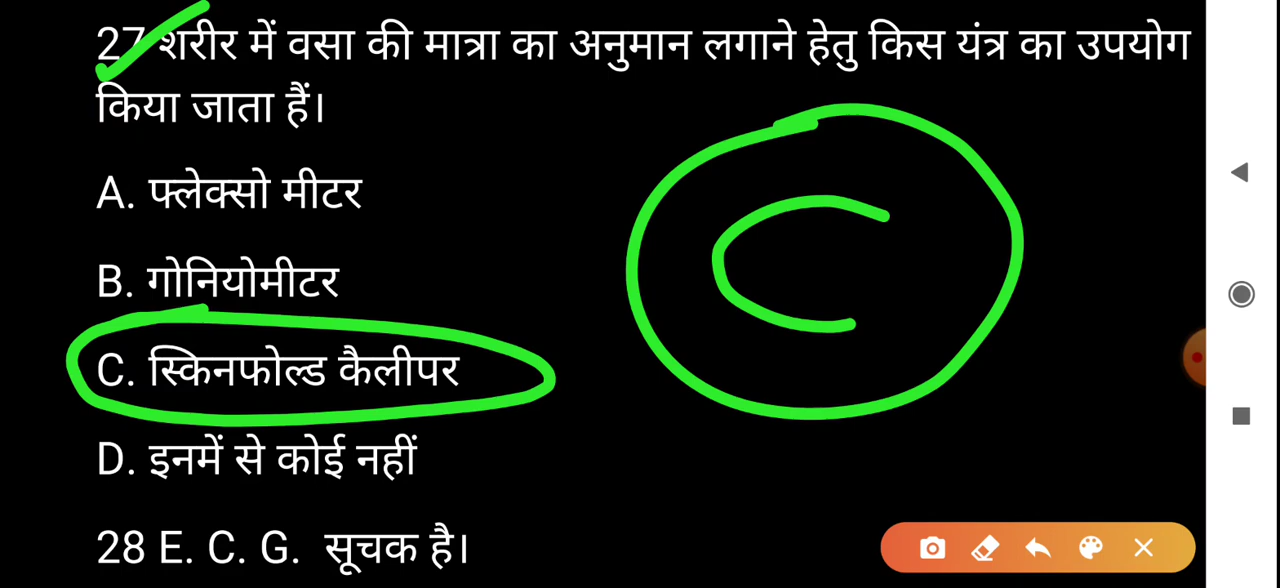 27 शरीर में वसा की मात्रा का अनुमान लगाने हेतु किस यंत्र का उपयोग
किया जाता हैं।
A. फ्लेक्सो मीटर
B. गोनियोमीटर
C. स्किनफोल्ड कैलीपर
C
D. इनमें से कोई नहीं
28 E. C. G. सूचक है।